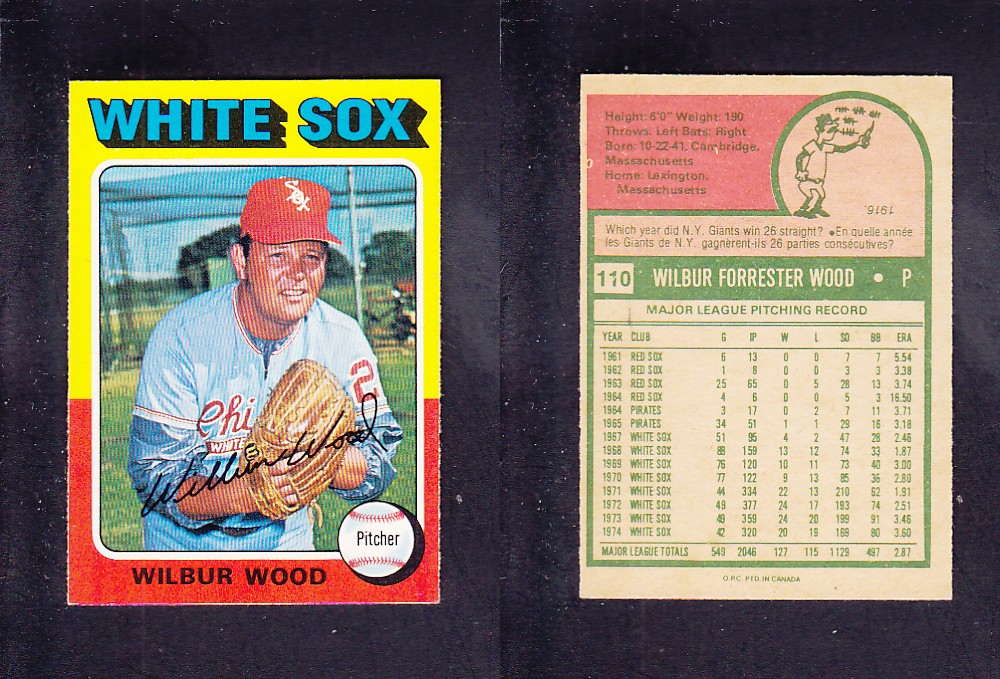 WHITE SOX
Sox
2
Chi
WHITE
Wilbur Wood
Pitcher
WILBUR WOOD
Height: 6'0" Weight: 190
Throws: Left Bats: Right
Born: 10-22-41, Cambridge,
Massachusetts
Home: Lexington,
Massachusetts
1916.
Which year did N.Y. Giants win 26 straight? •En quelle année
les Giants de N.Y. gagnèrent-ils 26 parties consécutives?
110 WILBUR FORRESTER WOOD • P
MAJOR LEAGUE PITCHING RECORD
YEAR CLUB G IP W L SO BB ERA
1961 RED SOX 6 13 0 0 7 7 5.54
1962 RED SOX 1 8 0 0 3 3 3.38
1963 RED SOX 25 65 0 5 28 13 3.74
1964 RED SOX 4 6 0 0 5 3 16.50
1964 PIRATES 3 17 0 2 7 11 3.71
1965 PIRATES 34 51 1 1 29 16 3.18
1967 WHITE SOX 51 95 4 2 47 28 2.46
1968 WHITE SOX 88 159 13 12 74 33 1.87
1969 WHITE SOX 76 120 10 11 73 40 3.00
1970 WHITE SOX 77 122 9 13 85 36 2.80
1971 WHITE SOX 44 334 22 13 210 62 1.91
1972 WHITE SOX 49 377 24 17 193 74 2.51
1973 WHITE SOX 49 359 24 20 199 91 3.46
1974 WHITE SOX 42 320 20 19 169 80 3.60
MAJOR LEAGUE TOTALS 549 2046 127 115 1129 497 2.87
O.P.C. PTD. IN CANADA